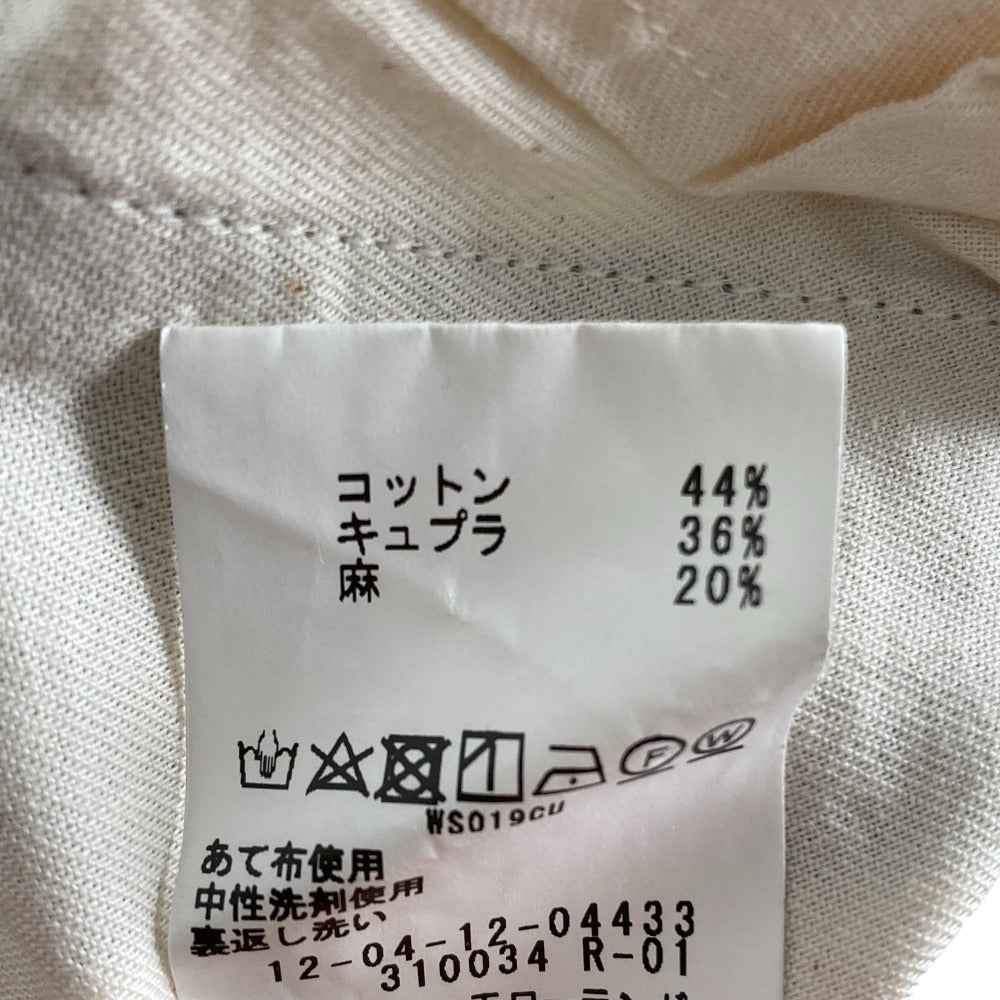 コットン 44%
キュプラ 36%
麻 20%
F W
WS019CU
あて布使用
中性洗剤使用
裏返し洗い
12-04-12-04433
310034 R-01